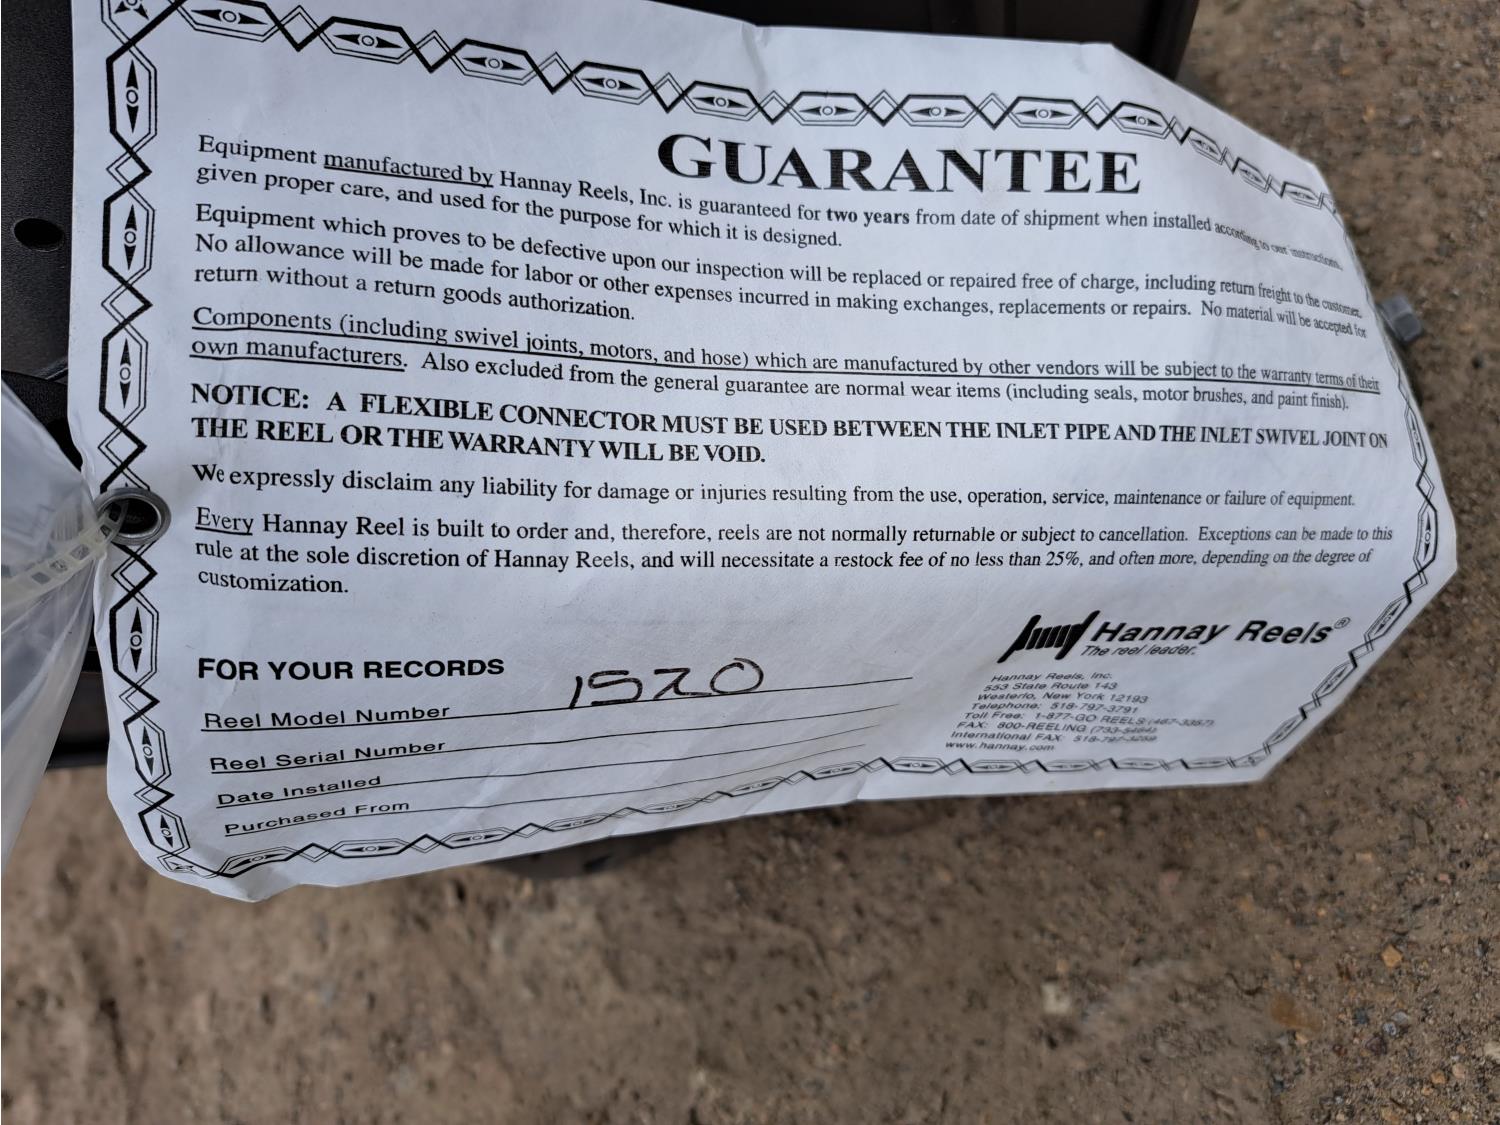 GUARANTEE
Equipment manufactured by Hannay Reels, Inc. is guaranteed for two years from date of shipment when installed according to our instructions,
given proper care, and used for the purpose for which it is designed.
Equipment which proves to be defective upon our inspection will be replaced or repaired free of charge, including return freight to the customer.
No allowance will be made for labor or other expenses incurred in making exchanges, replacements or repairs. No material will be accepted for
return without a return goods authorization.
Components (including swivel joints, motors, and hose) which are manufactured by other vendors will be subject to the warranty terms of their
own manufacturers. Also excluded from the general guarantee are normal wear items (including seals, motor brushes, and paint finish).
NOTICE: A FLEXIBLE CONNECTOR MUST BE USED BETWEEN THE INLET PIPE AND THE INLET SWIVEL JOINT ON
THE REEL OR THE WARRANTY WILL BE VOID.
We expressly disclaim any liability for damage or injuries resulting from the use, operation, service, maintenance or failure of equipment.
Every Hannay Reel is built to order and, therefore, reels are not normally returnable or subject to cancellation. Exceptions can be made to this
rule at the sole discretion of Hannay Reels, and will necessitate a restock fee of no less than 25%, and often more, depending on the degree of
customization.
FOR YOUR RECORDS
Reel Model Number 1520
Reel Serial Number
Date Installed
Purchased From
Hannay Reels®
The reel leader.
Hannay Reels, Inc.
553 State Route 143
Westerlo, New York 12193
Telephone: 518-797-3791
Toll Free: 1-877-GO REELS (467-3357)
FAX: 800-REELING (733-5464)
International FAX: 518-797-3259
www.hannay.com